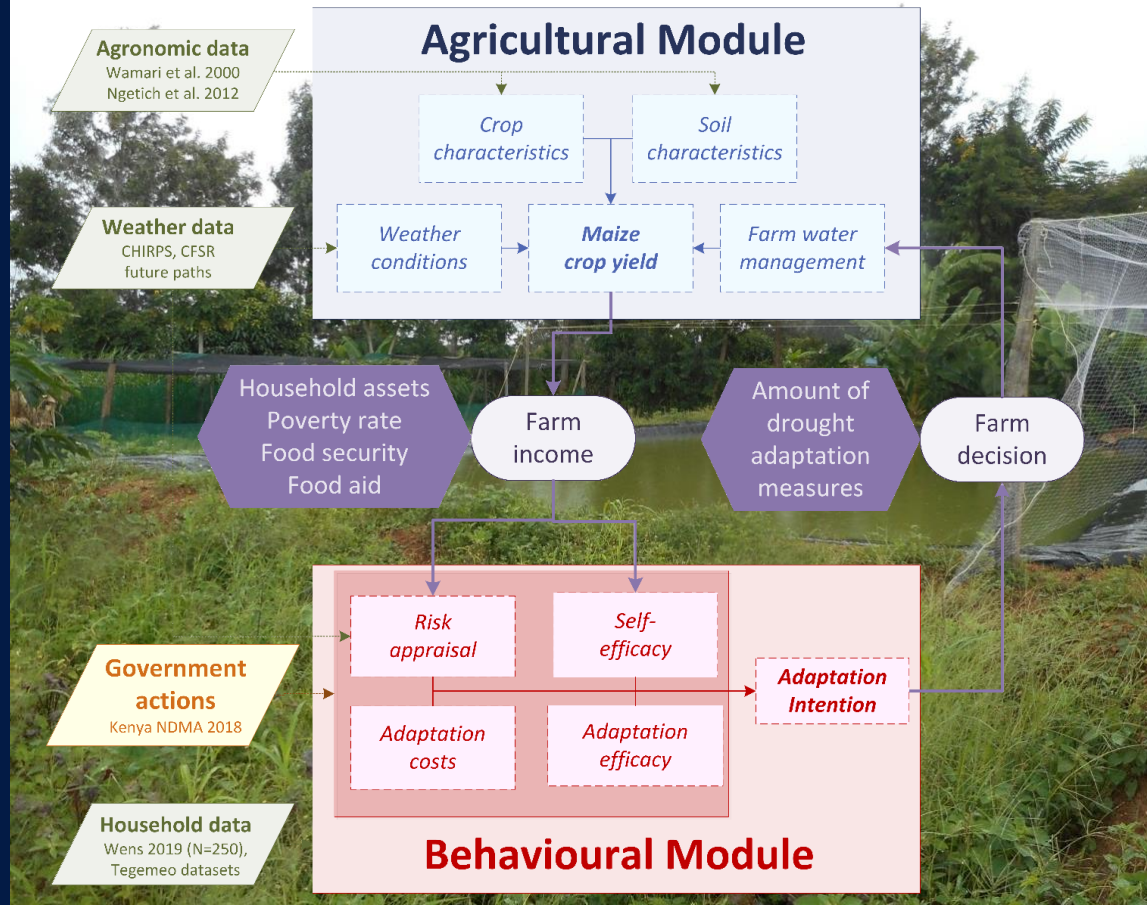 Agricultural Module
Agronomic data
Wamari et al. 2000
Ngetich et al. 2012
Crop
characteristics
Soil
characteristics
Weather data
CHIRPS, CFSR
future paths
Weather
conditions
Maize
crop yield
Farm water
management
Household assets
Poverty rate
Food security
Food aid
Farm
income
Amount of
drought
adaptation
measures
Farm
decision
Risk
appraisal
Self-
efficacy
Government
actions
Kenya NDMA 2018
Adaptation
Intention
Adaptation
costs
Adaptation
efficacy
Household data
Wens 2019 (N=250),
Tegemeo datasets
Behavioural Module